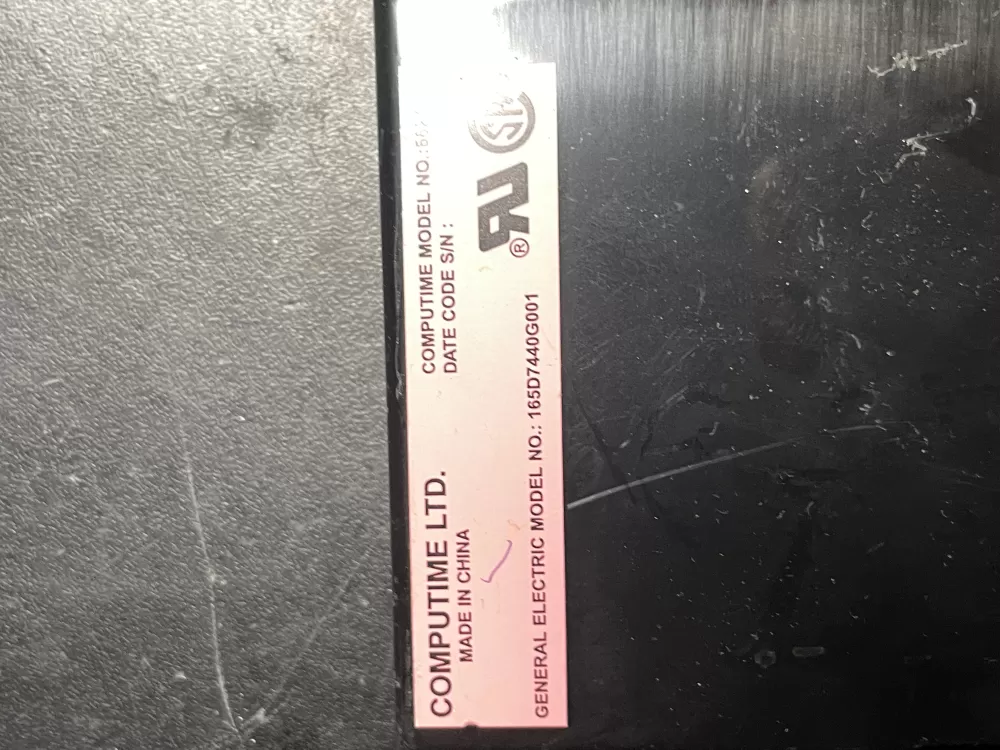 COMPUTIME LTD.
MADE IN CHINA
COMPUTIME MODEL NO.:
DATE CODE S/N :
GENERAL ELECTRIC MODEL NO.: 165D7440G001
®